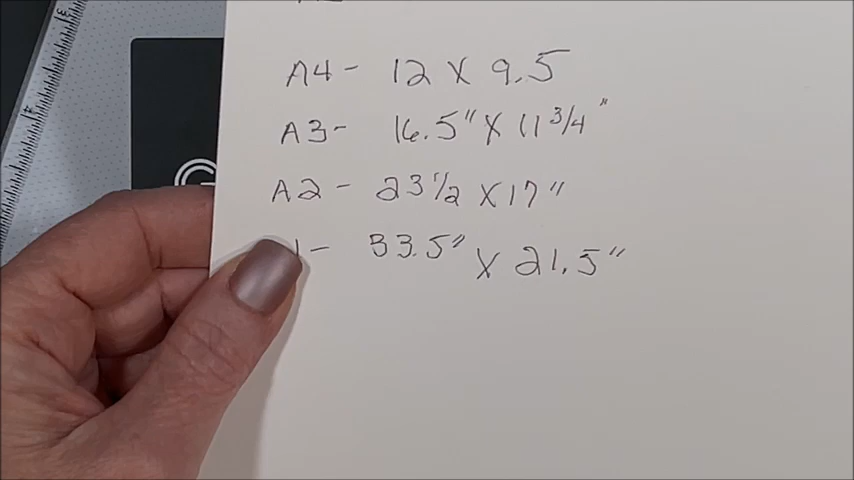 A4 - 12 X 9.5
A3 - 16.5" X 11 3/4"
A2 - 23 1/2 X 17"
1 - 33.5" X 21.5"